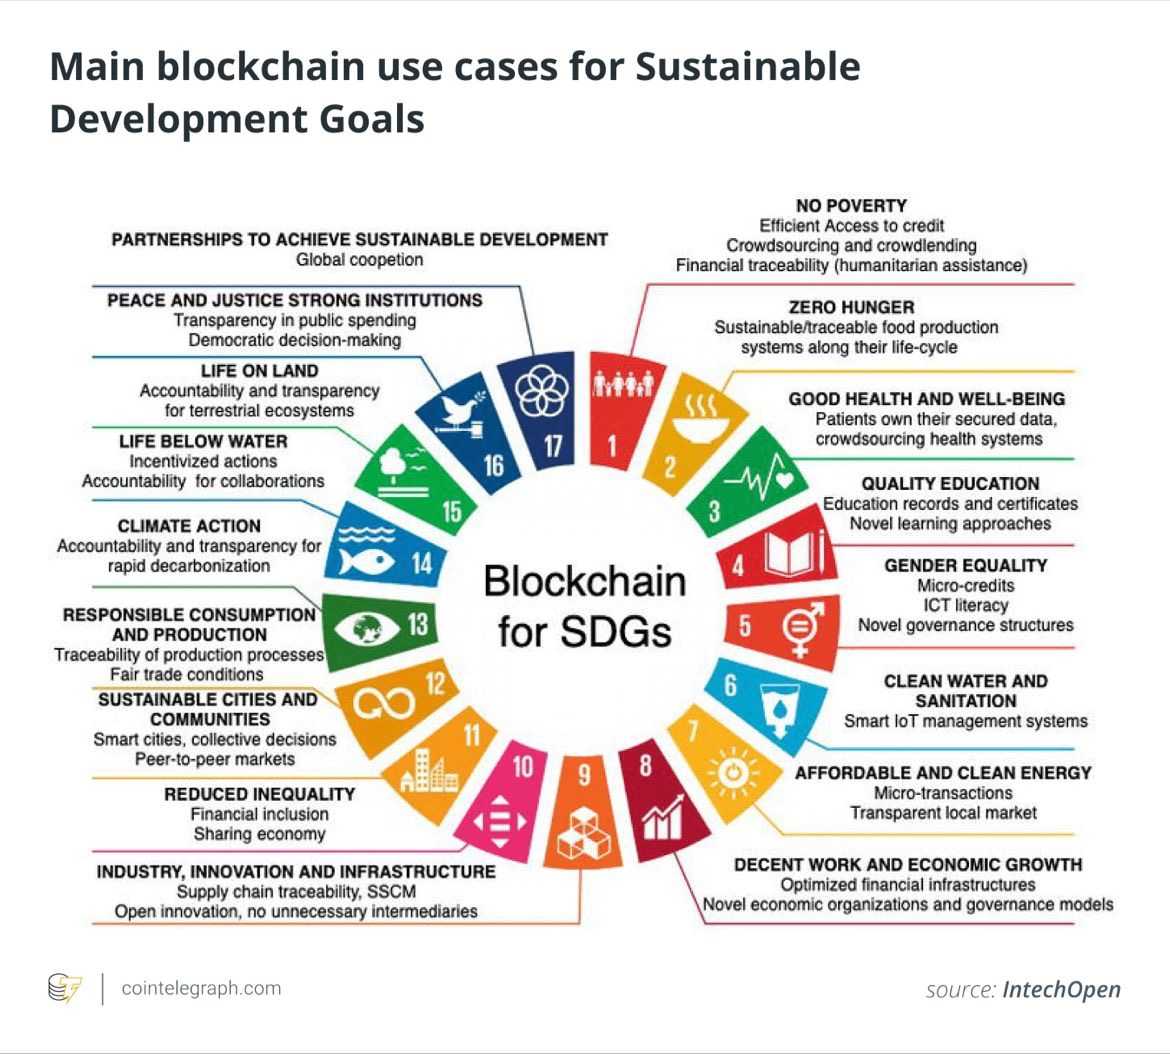 Main blockchain use cases for Sustainable
Development Goals
NO POVERTY
Efficient Access to credit
Crowdsourcing and crowdlending
Financial traceability (humanitarian assistance)
ZERO HUNGER
Sustainable/traceable food production
systems along their life-cycle
GOOD HEALTH AND WELL-BEING
Patients own their secured data,
crowdsourcing health systems
QUALITY EDUCATION
Education records and certificates
Novel learning approaches
GENDER EQUALITY
Micro-credits
ICT literacy
Novel governance structures
CLEAN WATER AND
SANITATION
Smart IoT management systems
AFFORDABLE AND CLEAN ENERGY
Micro-transactions
Transparent local market
DECENT WORK AND ECONOMIC GROWTH
Optimized financial infrastructures
Novel economic organizations and governance models
INDUSTRY, INNOVATION AND INFRASTRUCTURE
Supply chain traceability, SSCM
Open innovation, no unnecessary intermediaries
REDUCED INEQUALITY
Financial inclusion
Sharing economy
SUSTAINABLE CITIES AND
COMMUNITIES
Smart cities, collective decisions
Peer-to-peer markets
RESPONSIBLE CONSUMPTION
AND PRODUCTION
Traceability of production processes
Fair trade conditions
CLIMATE ACTION
Accountability and transparency for
rapid decarbonization
LIFE BELOW WATER
Incentivized actions
Accountability for collaborations
LIFE ON LAND
Accountability and transparency
for terrestrial ecosystems
PEACE AND JUSTICE STRONG INSTITUTIONS
Transparency in public spending
Democratic decision-making
PARTNERSHIPS TO ACHIEVE SUSTAINABLE DEVELOPMENT
Global coopetion
1
2
3
4
5
6
7
8
9
10
11
12
13
14
15
16
17
Blockchain
for SDGs
cointelegraph.com
source: IntechOpen